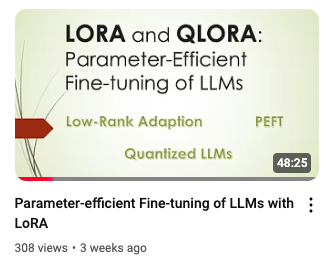 LORA and QLORA:
Parameter-Efficient
Fine-tuning of LLMs
Low-Rank Adaption PEFT
Quantized LLMs
48:25
Parameter-efficient Fine-tuning of LLMs with
LoRA
308 views • 3 weeks ago